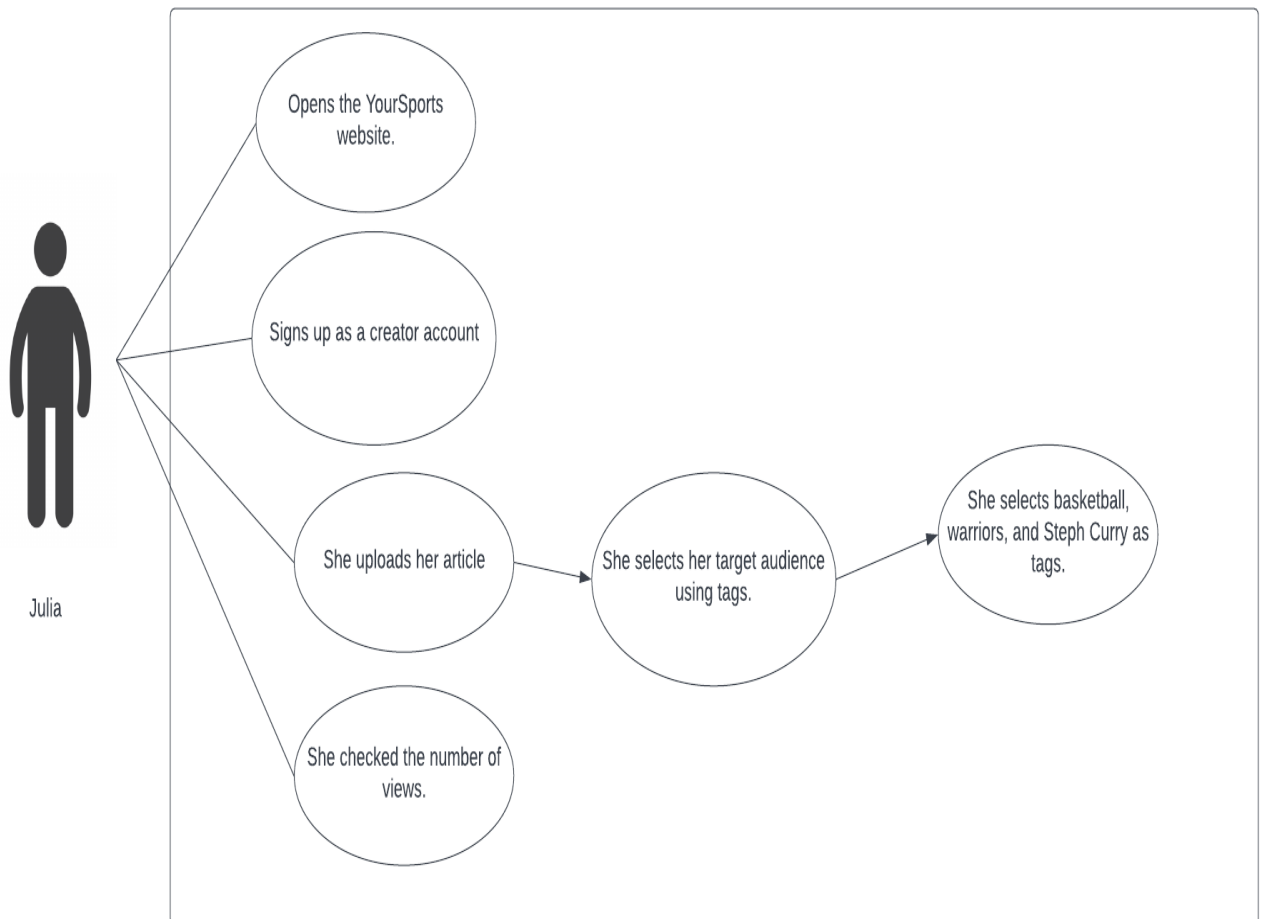 Opens the YourSports
website.
Signs up as a creator account
She uploads her article
She selects her target audience
using tags.
She selects basketball,
warriors, and Steph Curry as
tags.
Julia
She checked the number of
views.